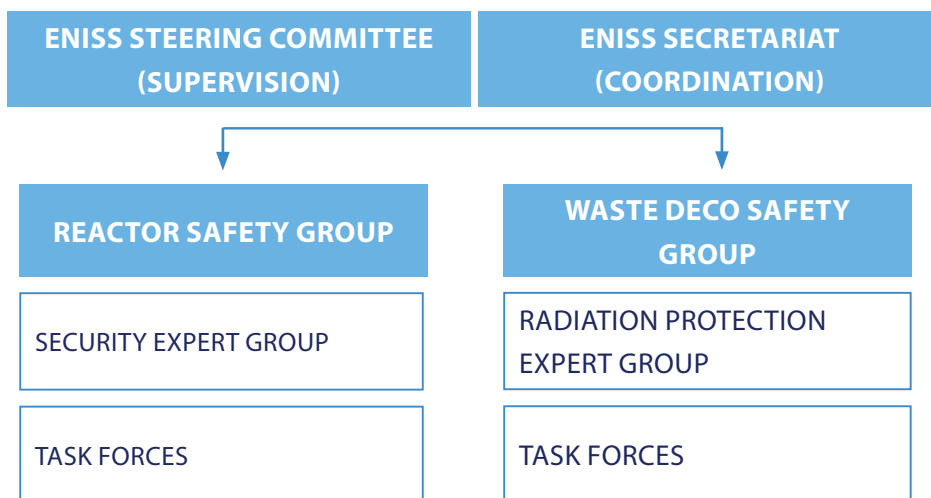 ENISS STEERING COMMITTEE
(SUPERVISION)
ENISS SECRETARIAT
(COORDINATION)
REACTOR SAFETY GROUP
WASTE DECO SAFETY
GROUP
SECURITY EXPERT GROUP
RADIATION PROTECTION
EXPERT GROUP
TASK FORCES
TASK FORCES